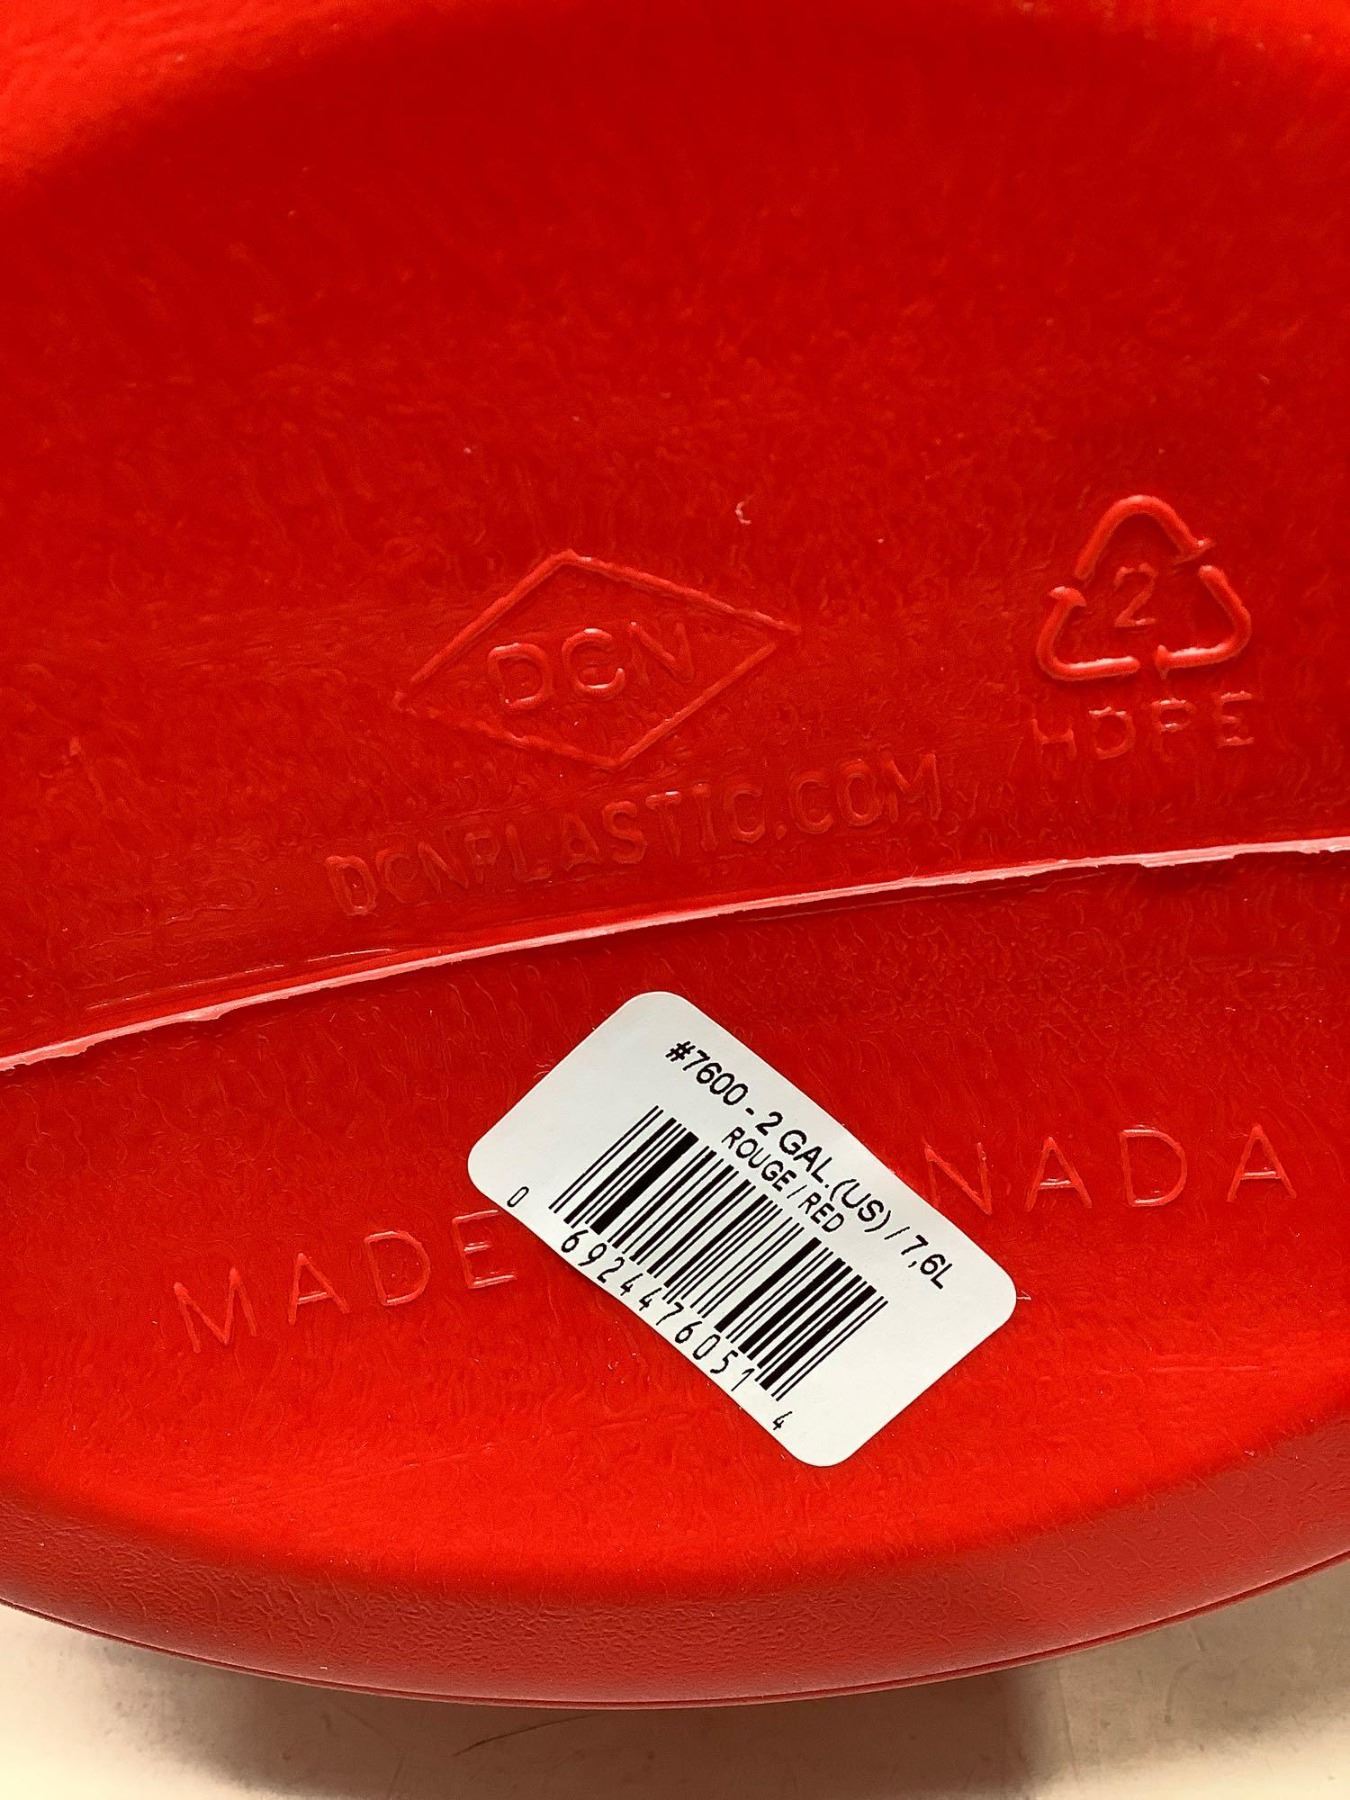 2
DCN
HDPE
DCNPLASTIC.COM
#7600 - 2 GAL.(US) / 7,6L
ROUGE / RED
0 69244 76051 4
MADE NADA